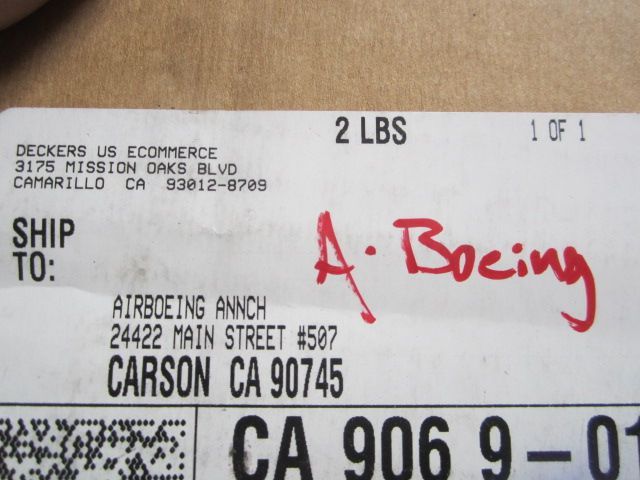 2 LBS
1 OF 1
DECKERS US ECOMMERCE
3175 MISSION OAKS BLVD
CAMARILLO CA 93012-8709
SHIP
TO:
A. Boeing
AIRBOEING ANNCH
24422 MAIN STREET #507
CARSON CA 90745
CA 906 9-01